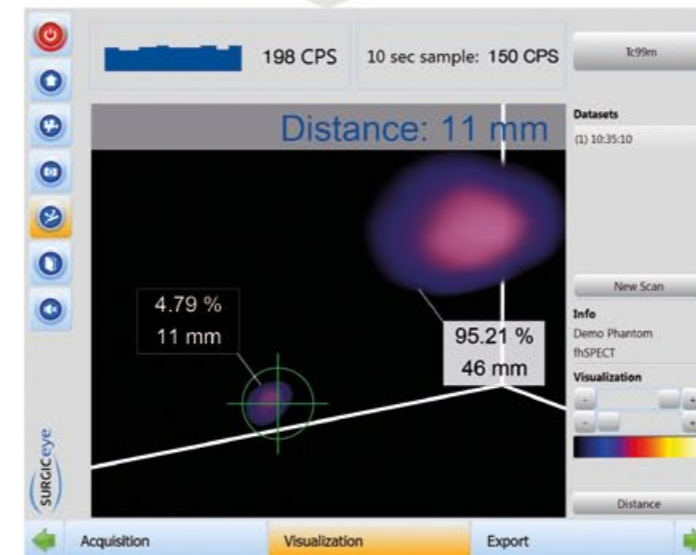 198 CPS
10 sec sample: 150 CPS
Tc99m
Distance: 11 mm
Datasets
(1) 10:35:10
4.79 %
11 mm
95.21 %
46 mm
New Scan
Info
Demo Phantom
fhSPECT
Visualization
- +
- +
Distance
SURGICeye
Acquisition
Visualization
Export